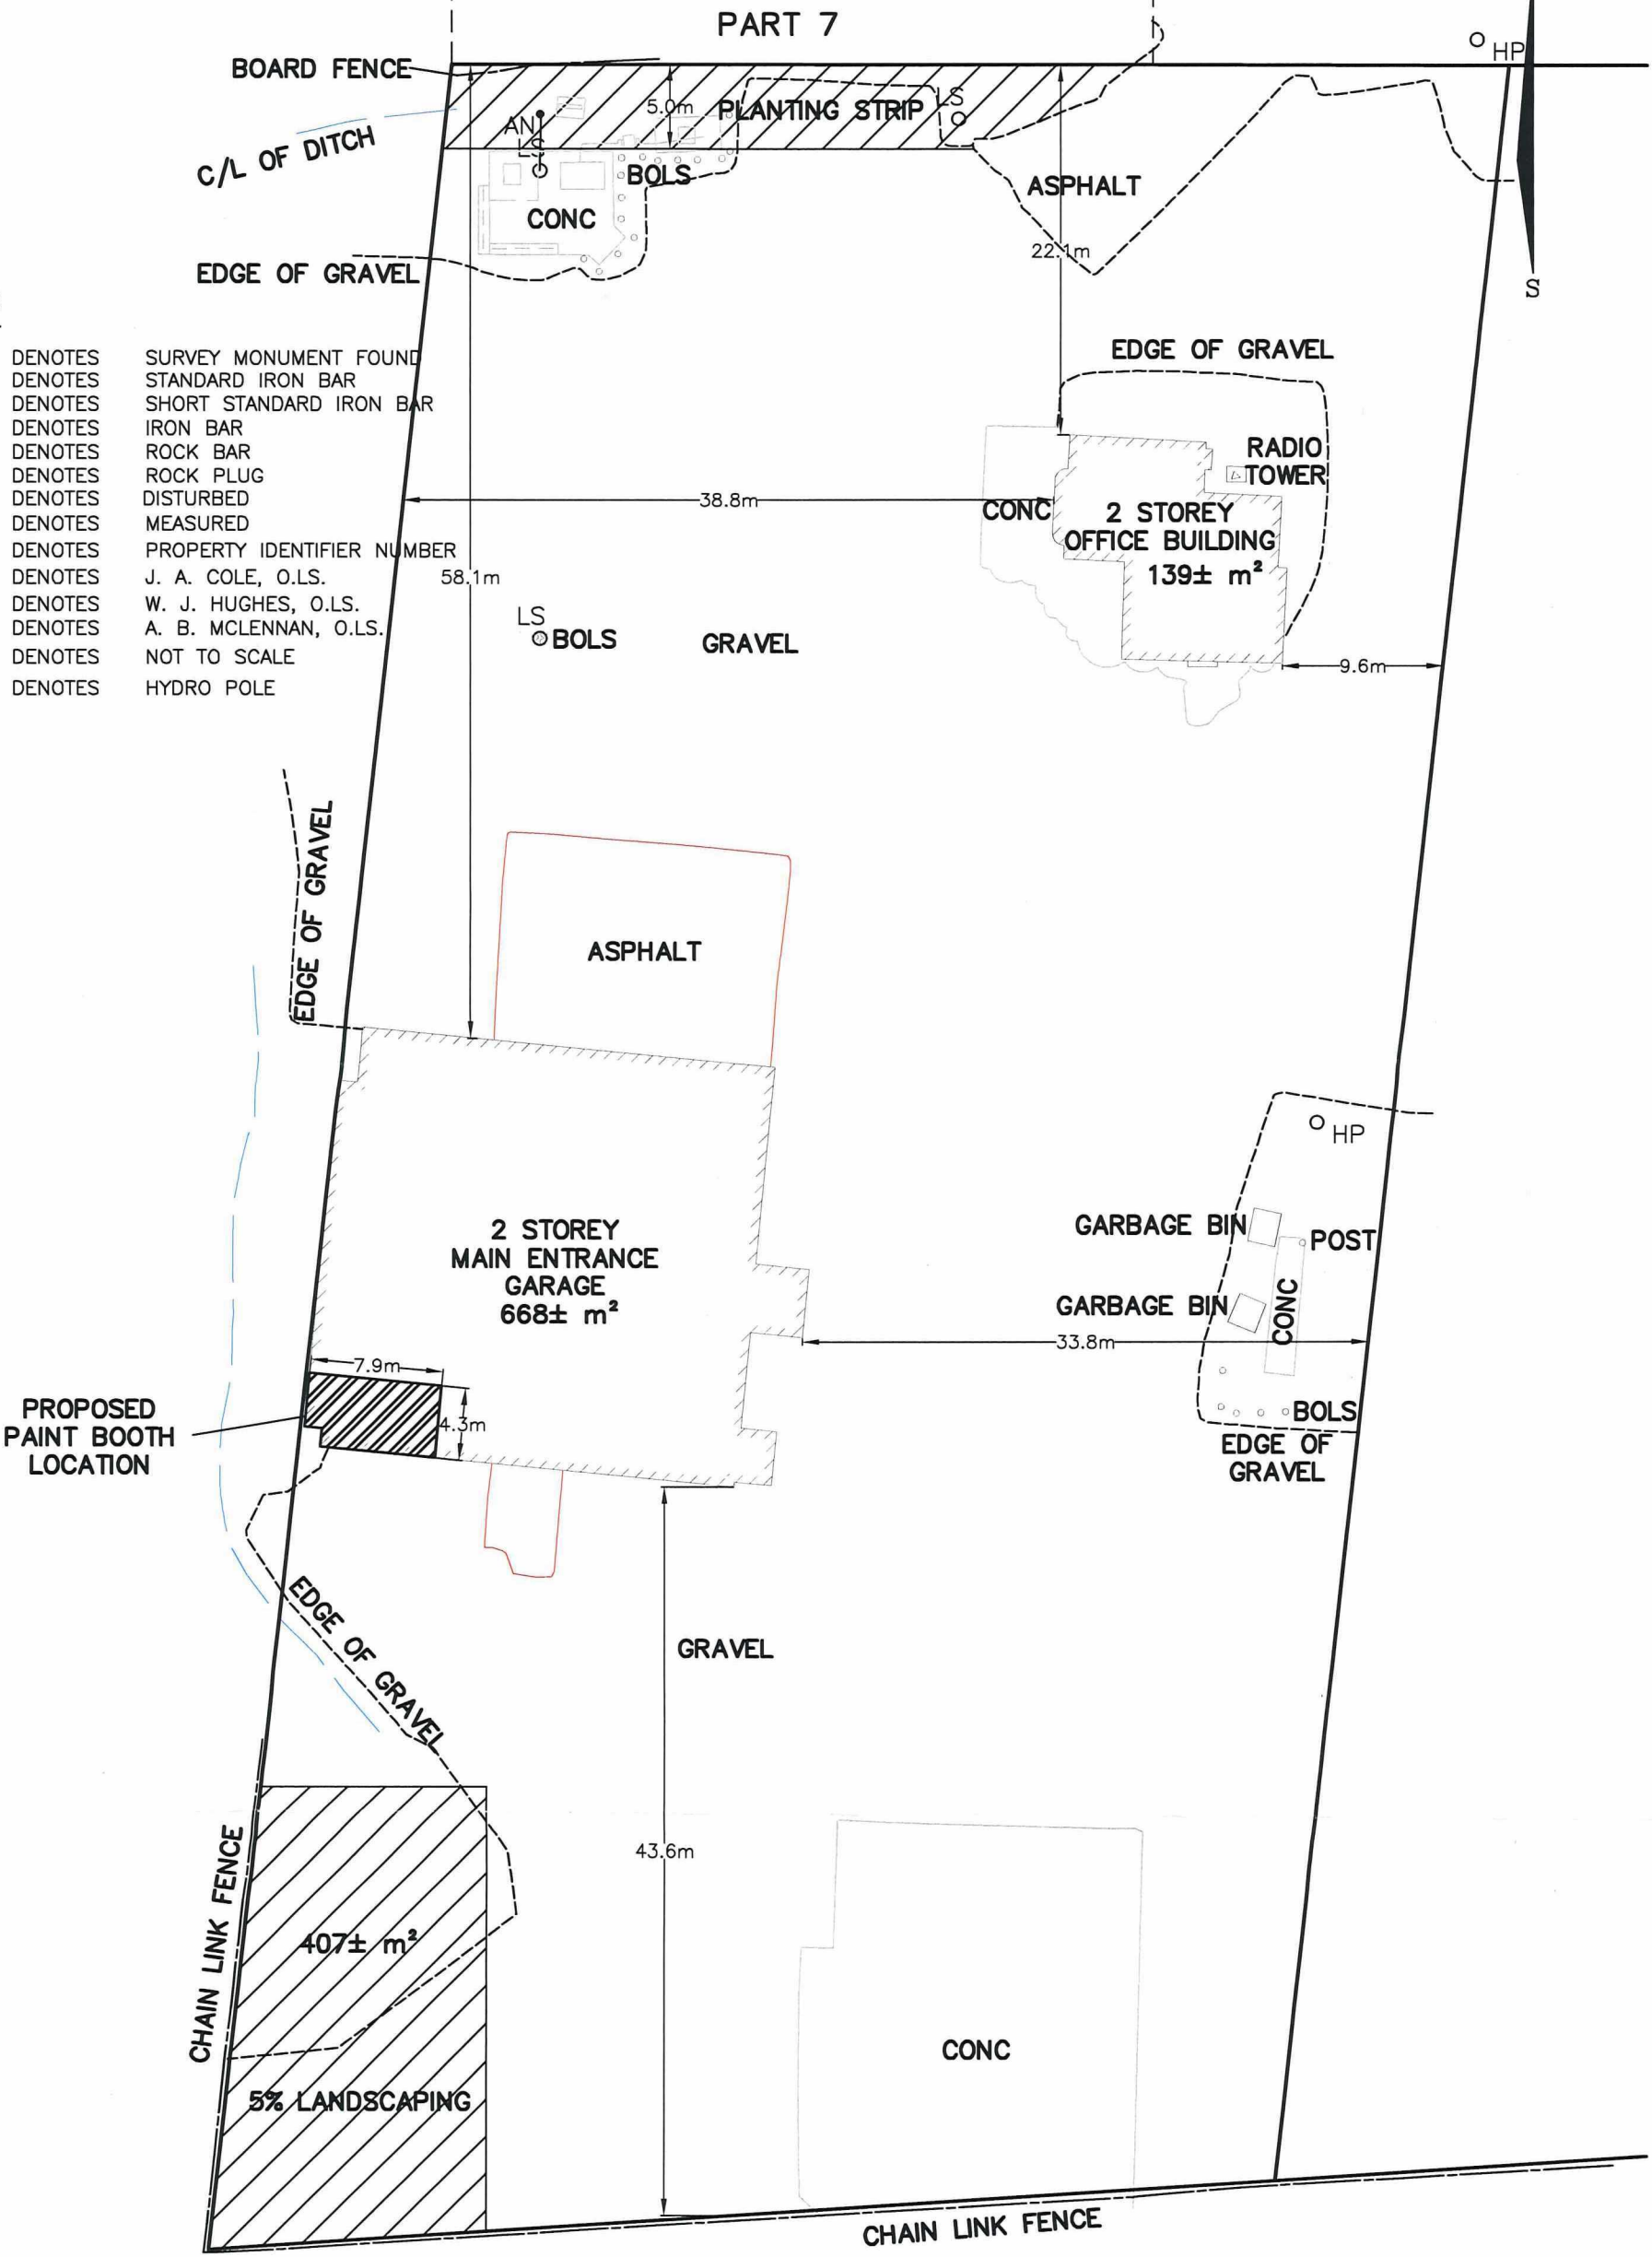 PART 7
HP
BOARD FENCE
5.0m
PLANTING STRIP
LS
AN
LS
C/L OF DITCH
BOLS
ASPHALT
CONC
22.1m
EDGE OF GRAVEL
S
DENOTES SURVEY MONUMENT FOUND
DENOTES STANDARD IRON BAR
DENOTES SHORT STANDARD IRON BAR
DENOTES IRON BAR
DENOTES ROCK BAR
DENOTES ROCK PLUG
DENOTES DISTURBED
DENOTES MEASURED
DENOTES PROPERTY IDENTIFIER NUMBER
DENOTES J. A. COLE, O.LS.
DENOTES W. J. HUGHES, O.LS.
DENOTES A. B. MCLENNAN, O.LS.
DENOTES NOT TO SCALE
DENOTES HYDRO POLE
EDGE OF GRAVEL
RADIO
TOWER
38.8m
CONC
2 STOREY
OFFICE BUILDING
139± m²
58.1m
LS
BOLS
GRAVEL
9.6m
EDGE OF GRAVEL
ASPHALT
HP
2 STOREY
MAIN ENTRANCE
GARAGE
668± m²
GARBAGE BIN
POST
GARBAGE BIN
CONC
33.8m
7.9m
4.3m
PROPOSED
PAINT BOOTH
LOCATION
BOLS
EDGE OF
GRAVEL
EDGE OF GRAVEL
GRAVEL
43.6m
CHAIN LINK FENCE
407± m²
CONC
5% LANDSCAPING
CHAIN LINK FENCE